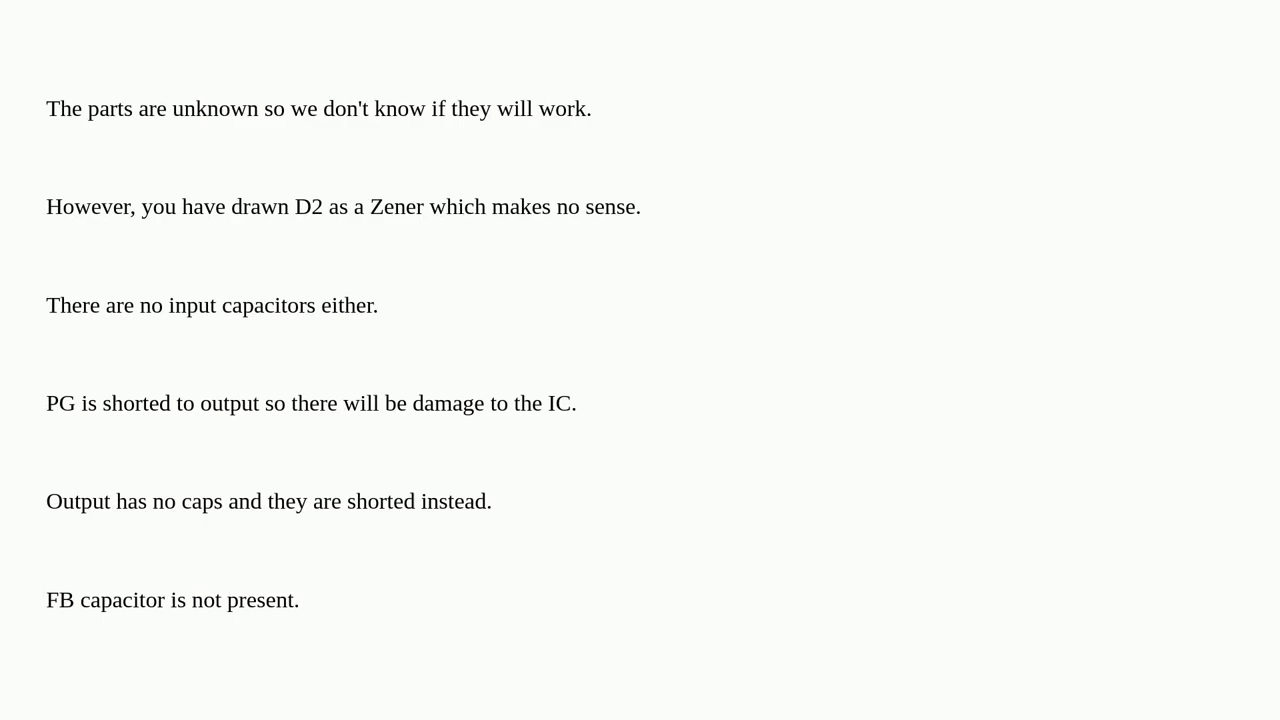 The parts are unknown so we don't know if they will work.
However, you have drawn D2 as a Zener which makes no sense.
There are no input capacitors either.
PG is shorted to output so there will be damage to the IC.
Output has no caps and they are shorted instead.
FB capacitor is not present.